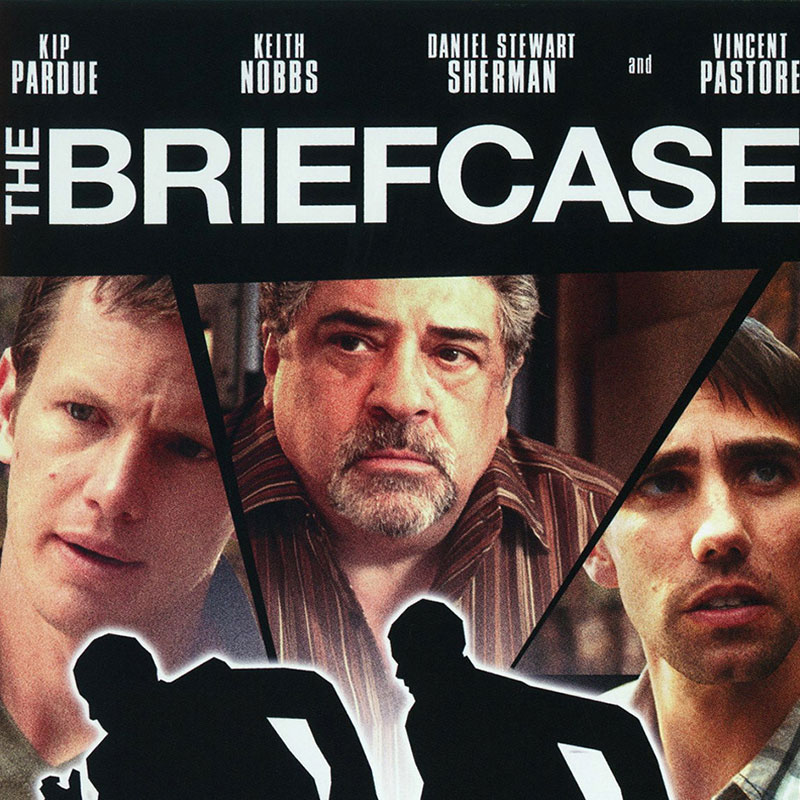 KIP PARDUE
KEITH NOBBS
DANIEL STEWART SHERMAN
and
VINCENT PASTORE
THE BRIEFCASE